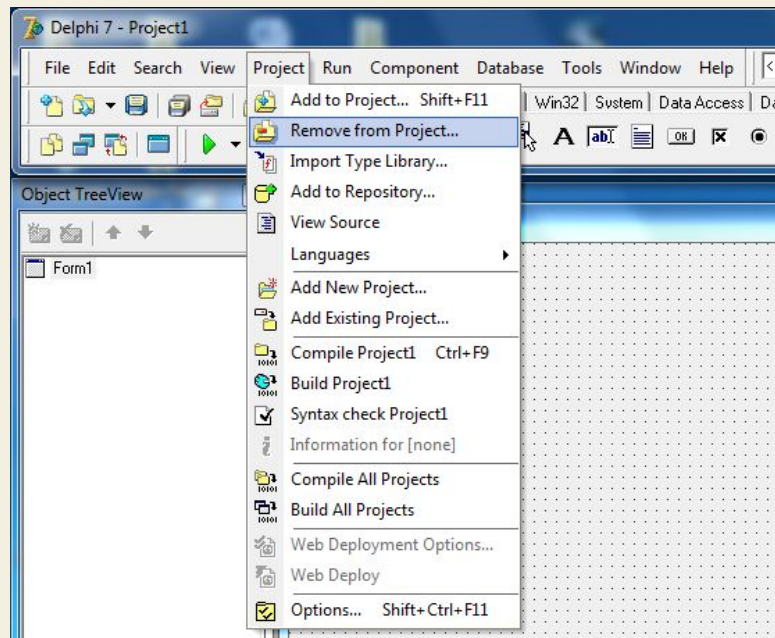 Delphi 7 - Project1
File Edit Search View Project Run Component Database Tools Window Help
Win32 System Data Access
Add to Project... Shift+F11
Remove from Project...
Import Type Library...
Add to Repository...
View Source
Languages
Add New Project...
Add Existing Project...
Compile Project1 Ctrl+F9
Build Project1
Syntax check Project1
Information for [none]
Compile All Projects
Build All Projects
Web Deployment Options...
Web Deploy
Options... Shift+Ctrl+F11
Object TreeView
Form1